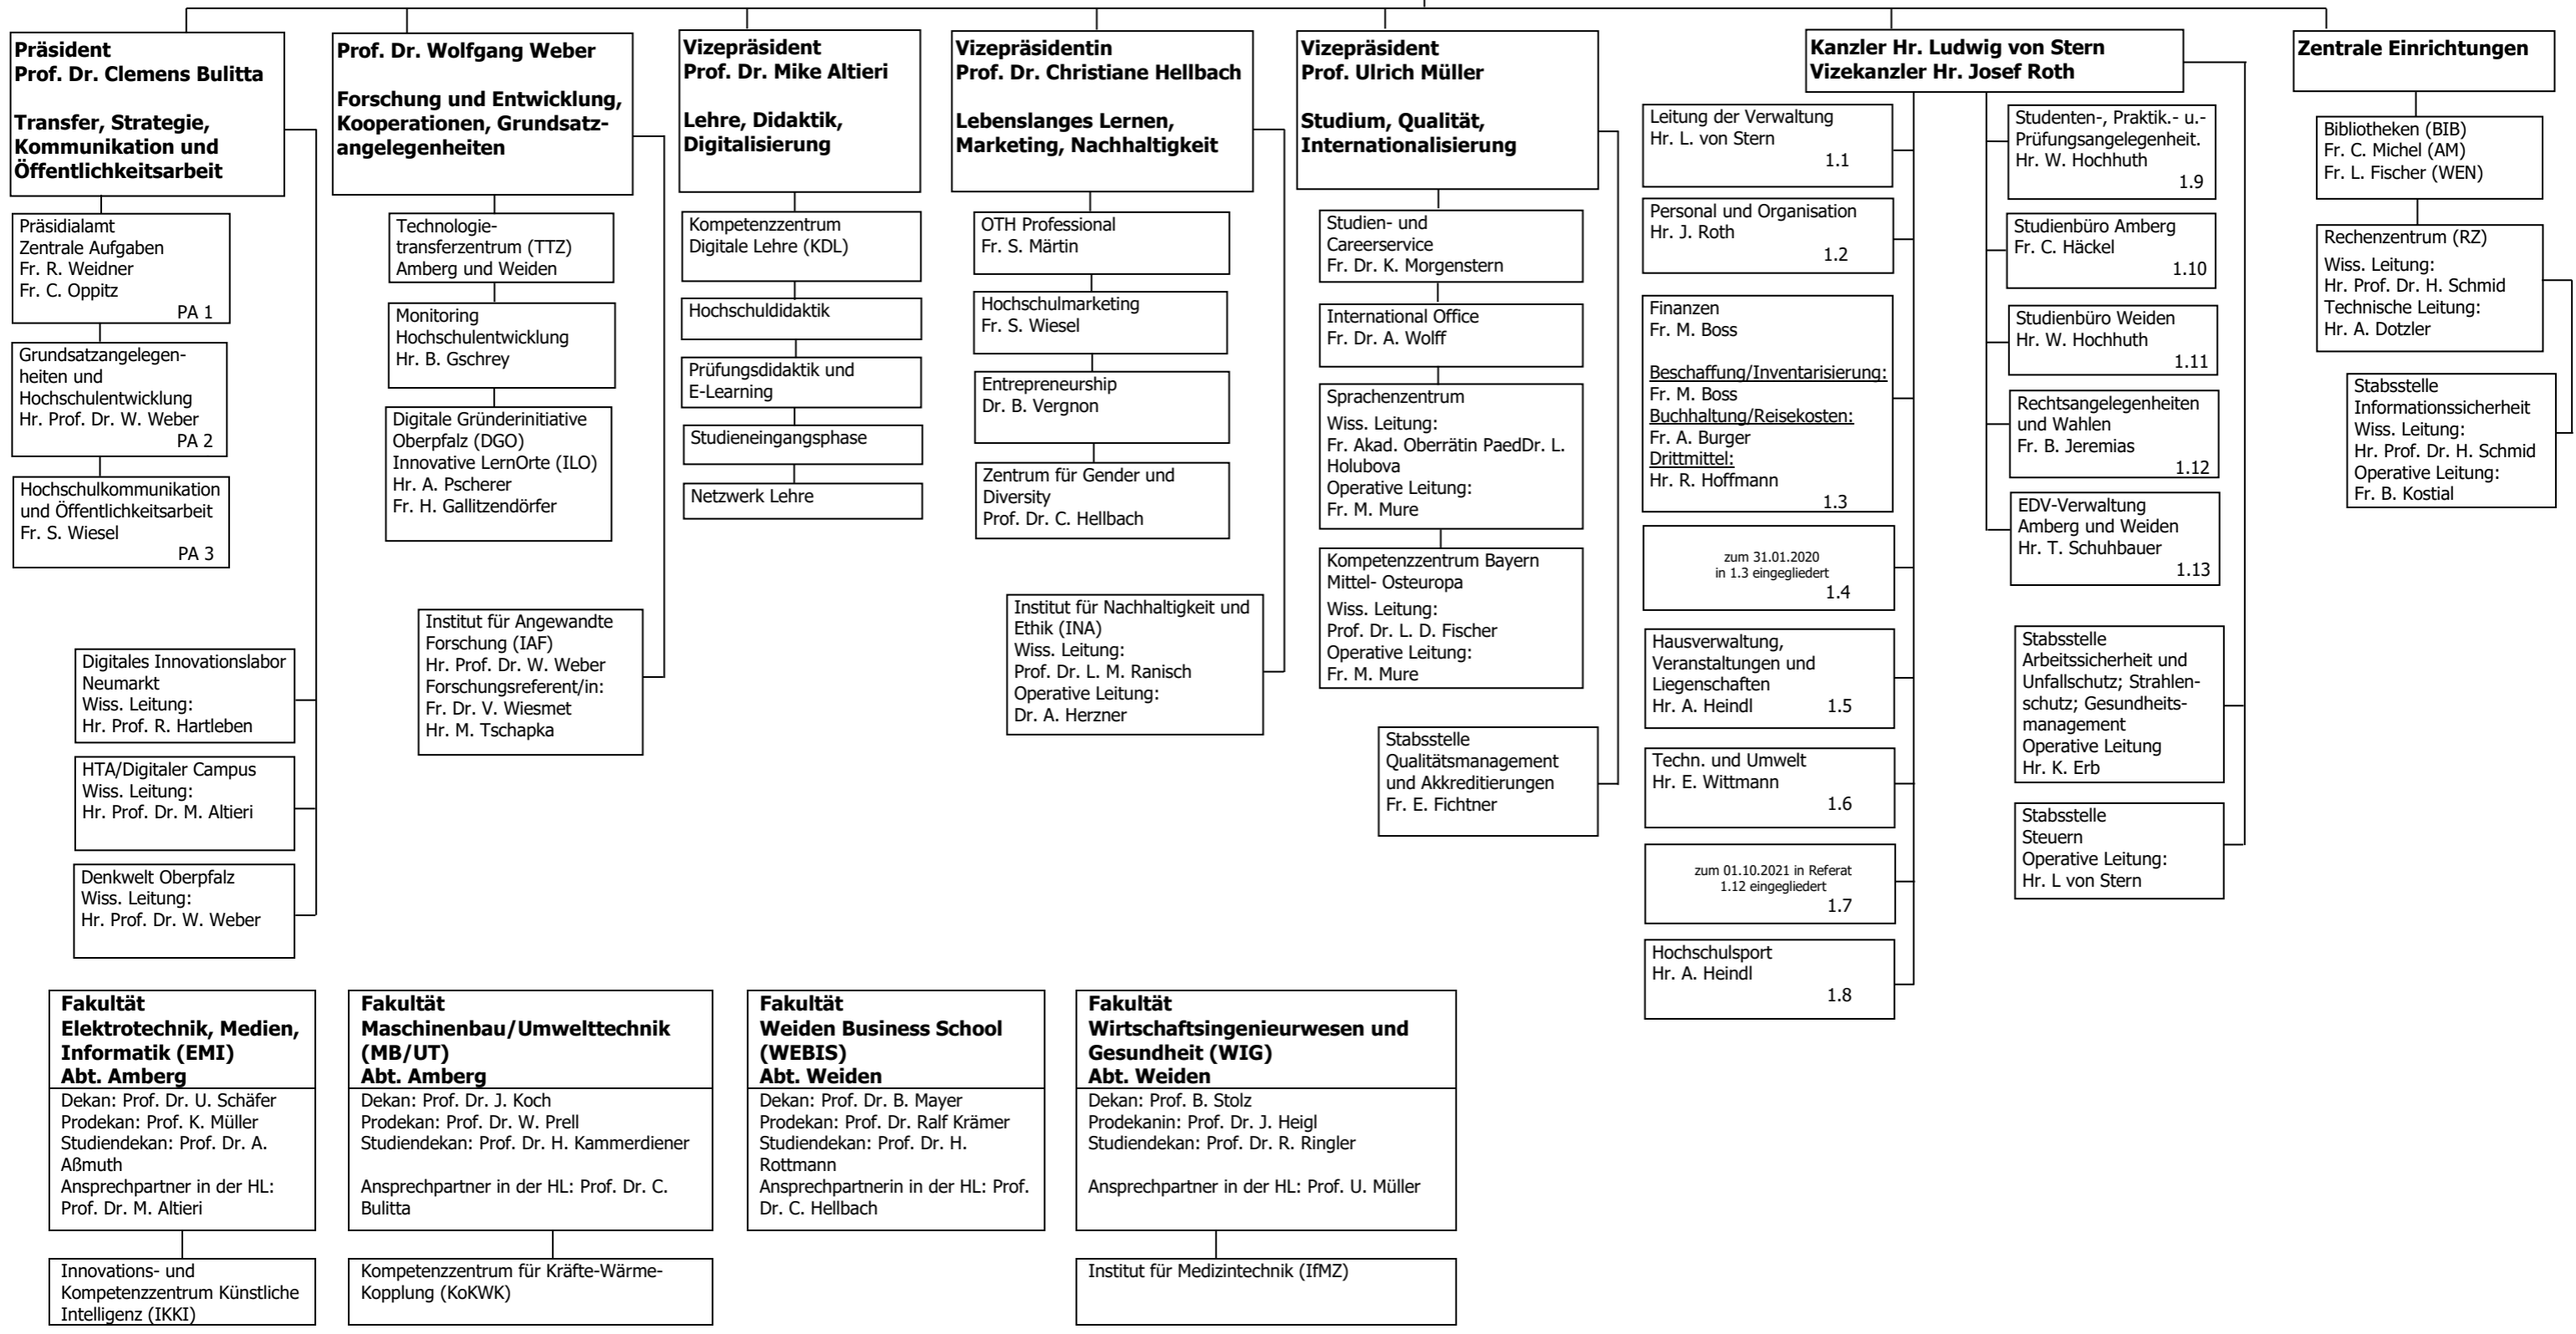 Präsident
Prof. Dr. Clemens Bulitta
Transfer, Strategie,
Kommunikation und
Öffentlichkeitsarbeit
Präsidialamt
Zentrale Aufgaben
Fr. R. Weidner
Fr. C. Oppitz
PA 1
Grundsatzangelegen-
heiten und
Hochschulentwicklung
Hr. Prof. Dr. W. Weber
PA 2
Hochschulkommunikation
und Öffentlichkeitsarbeit
Fr. S. Wiesel
PA 3
Digitales Innovationslabor
Neumarkt
Wiss. Leitung:
Hr. Prof. R. Hartleben
HTA/Digitaler Campus
Wiss. Leitung:
Hr. Prof. Dr. M. Altieri
Denkwelt Oberpfalz
Wiss. Leitung:
Hr. Prof. Dr. W. Weber
Prof. Dr. Wolfgang Weber
Forschung und Entwicklung,
Kooperationen, Grundsatz-
angelegenheiten
Technologie-
transferzentrum (TTZ)
Amberg und Weiden
Monitoring
Hochschulentwicklung
Hr. B. Gschrey
Digitale Gründerinitiative
Oberpfalz (DGO)
Innovative LernOrte (ILO)
Hr. A. Pscherer
Fr. H. Gallitzendörfer
Institut für Angewandte
Forschung (IAF)
Hr. Prof. Dr. W. Weber
Forschungsreferent/in:
Fr. Dr. V. Wiesmet
Hr. M. Tschapka
Vizepräsident
Prof. Dr. Mike Altieri
Lehre, Didaktik,
Digitalisierung
Kompetenzzentrum
Digitale Lehre (KDL)
Hochschuldidaktik
Prüfungsdidaktik und
E-Learning
Studieneingangsphase
Netzwerk Lehre
Vizepräsidentin
Prof. Dr. Christiane Hellbach
Lebenslanges Lernen,
Marketing, Nachhaltigkeit
OTH Professional
Fr. S. Märtin
Hochschulmarketing
Fr. S. Wiesel
Entrepreneurship
Dr. B. Vergnon
Zentrum für Gender und
Diversity
Prof. Dr. C. Hellbach
Institut für Nachhaltigkeit und
Ethik (INA)
Wiss. Leitung:
Prof. Dr. L. M. Ranisch
Operative Leitung:
Dr. A. Herzner
Vizepräsident
Prof. Ulrich Müller
Studium, Qualität,
Internationalisierung
Studien- und
Careerservice
Fr. Dr. K. Morgenstern
International Office
Fr. Dr. A. Wolff
Sprachenzentrum
Wiss. Leitung:
Fr. Akad. Oberrätin PaedDr. L.
Holubova
Operative Leitung:
Fr. M. Mure
Kompetenzzentrum Bayern
Mittel- Osteuropa
Wiss. Leitung:
Prof. Dr. L. D. Fischer
Operative Leitung:
Fr. M. Mure
Stabsstelle
Qualitätsmanagement
und Akkreditierungen
Fr. E. Fichtner
Kanzler Hr. Ludwig von Stern
Vizekanzler Hr. Josef Roth
Leitung der Verwaltung
Hr. L. von Stern
1.1
Personal und Organisation
Hr. J. Roth
1.2
Finanzen
Fr. M. Boss
Beschaffung/Inventarisierung:
Fr. M. Boss
Buchhaltung/Reisekosten:
Fr. A. Burger
Drittmittel:
Hr. R. Hoffmann
1.3
zum 31.01.2020
in 1.3 eingegliedert
1.4
Hausverwaltung,
Veranstaltungen und
Liegenschaften
Hr. A. Heindl
1.5
Techn. und Umwelt
Hr. E. Wittmann
1.6
zum 01.10.2021 in Referat
1.12 eingegliedert
1.7
Hochschulsport
Hr. A. Heindl
1.8
Studenten-, Praktik.- u.-
Prüfungsangelegenheit.
Hr. W. Hochhuth
1.9
Studienbüro Amberg
Fr. C. Häckel
1.10
Studienbüro Weiden
Hr. W. Hochhuth
1.11
Rechtsangelegenheiten
und Wahlen
Fr. B. Jeremias
1.12
EDV-Verwaltung
Amberg und Weiden
Hr. T. Schuhbauer
1.13
Stabsstelle
Arbeitssicherheit und
Unfallschutz; Strahlen-
schutz; Gesundheits-
management
Operative Leitung
Hr. K. Erb
Stabsstelle
Steuern
Operative Leitung:
Hr. L von Stern
Zentrale Einrichtungen
Bibliotheken (BIB)
Fr. C. Michel (AM)
Fr. L. Fischer (WEN)
Rechenzentrum (RZ)
Wiss. Leitung:
Hr. Prof. Dr. H. Schmid
Technische Leitung:
Hr. A. Dotzler
Stabsstelle
Informationssicherheit
Wiss. Leitung:
Hr. Prof. Dr. H. Schmid
Operative Leitung:
Fr. B. Kostial
Fakultät
Elektrotechnik, Medien,
Informatik (EMI)
Abt. Amberg
Dekan: Prof. Dr. U. Schäfer
Prodekan: Prof. K. Müller
Studiendekan: Prof. Dr. A.
Aßmuth
Ansprechpartner in der HL:
Prof. Dr. M. Altieri
Innovations- und
Kompetenzzentrum Künstliche
Intelligenz (IKKI)
Fakultät
Maschinenbau/Umwelttechnik
(MB/UT)
Abt. Amberg
Dekan: Prof. Dr. J. Koch
Prodekan: Prof. Dr. W. Prell
Studiendekan: Prof. Dr. H. Kammerdiener
Ansprechpartner in der HL: Prof. Dr. C.
Bulitta
Kompetenzzentrum für Kräfte-Wärme-
Kopplung (KoKWK)
Fakultät
Weiden Business School
(WEBIS)
Abt. Weiden
Dekan: Prof. Dr. B. Mayer
Prodekan: Prof. Dr. Ralf Krämer
Studiendekan: Prof. Dr. H.
Rottmann
Ansprechpartnerin in der HL: Prof.
Dr. C. Hellbach
Fakultät
Wirtschaftsingenieurwesen und
Gesundheit (WIG)
Abt. Weiden
Dekan: Prof. B. Stolz
Prodekanin: Prof. Dr. J. Heigl
Studiendekan: Prof. Dr. R. Ringler
Ansprechpartner in der HL: Prof. U. Müller
Institut für Medizintechnik (IfMZ)